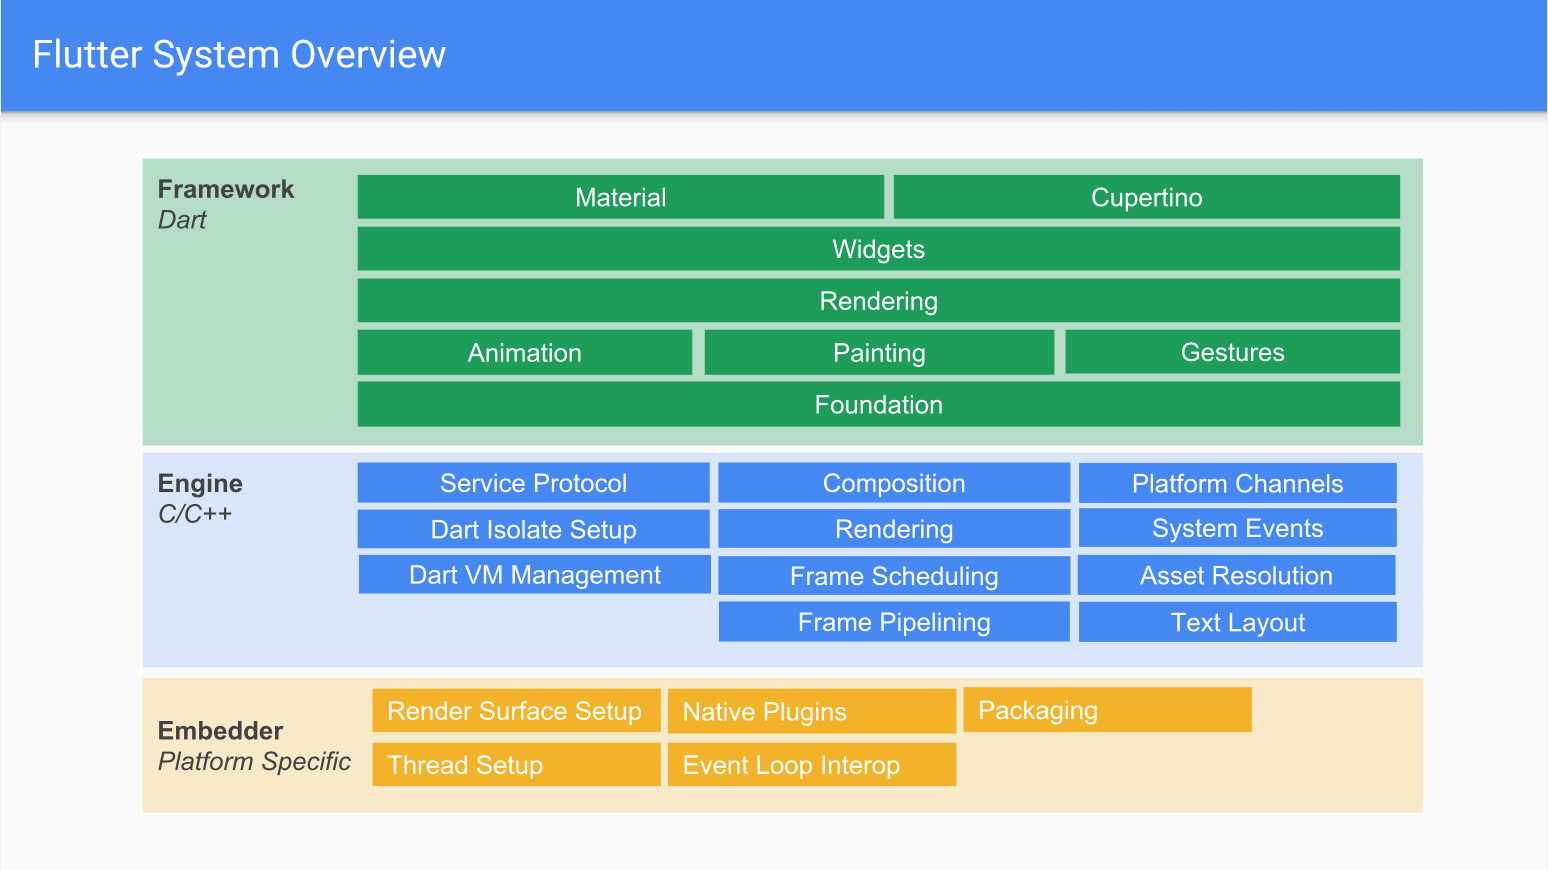 Flutter System Overview
Framework
Dart
Material
Cupertino
Widgets
Rendering
Animation
Painting
Gestures
Foundation
Engine
C/C++
Service Protocol
Composition
Platform Channels
Dart Isolate Setup
Rendering
System Events
Dart VM Management
Frame Scheduling
Asset Resolution
Frame Pipelining
Text Layout
Embedder
Platform Specific
Render Surface Setup
Native Plugins
Packaging
Thread Setup
Event Loop Interop